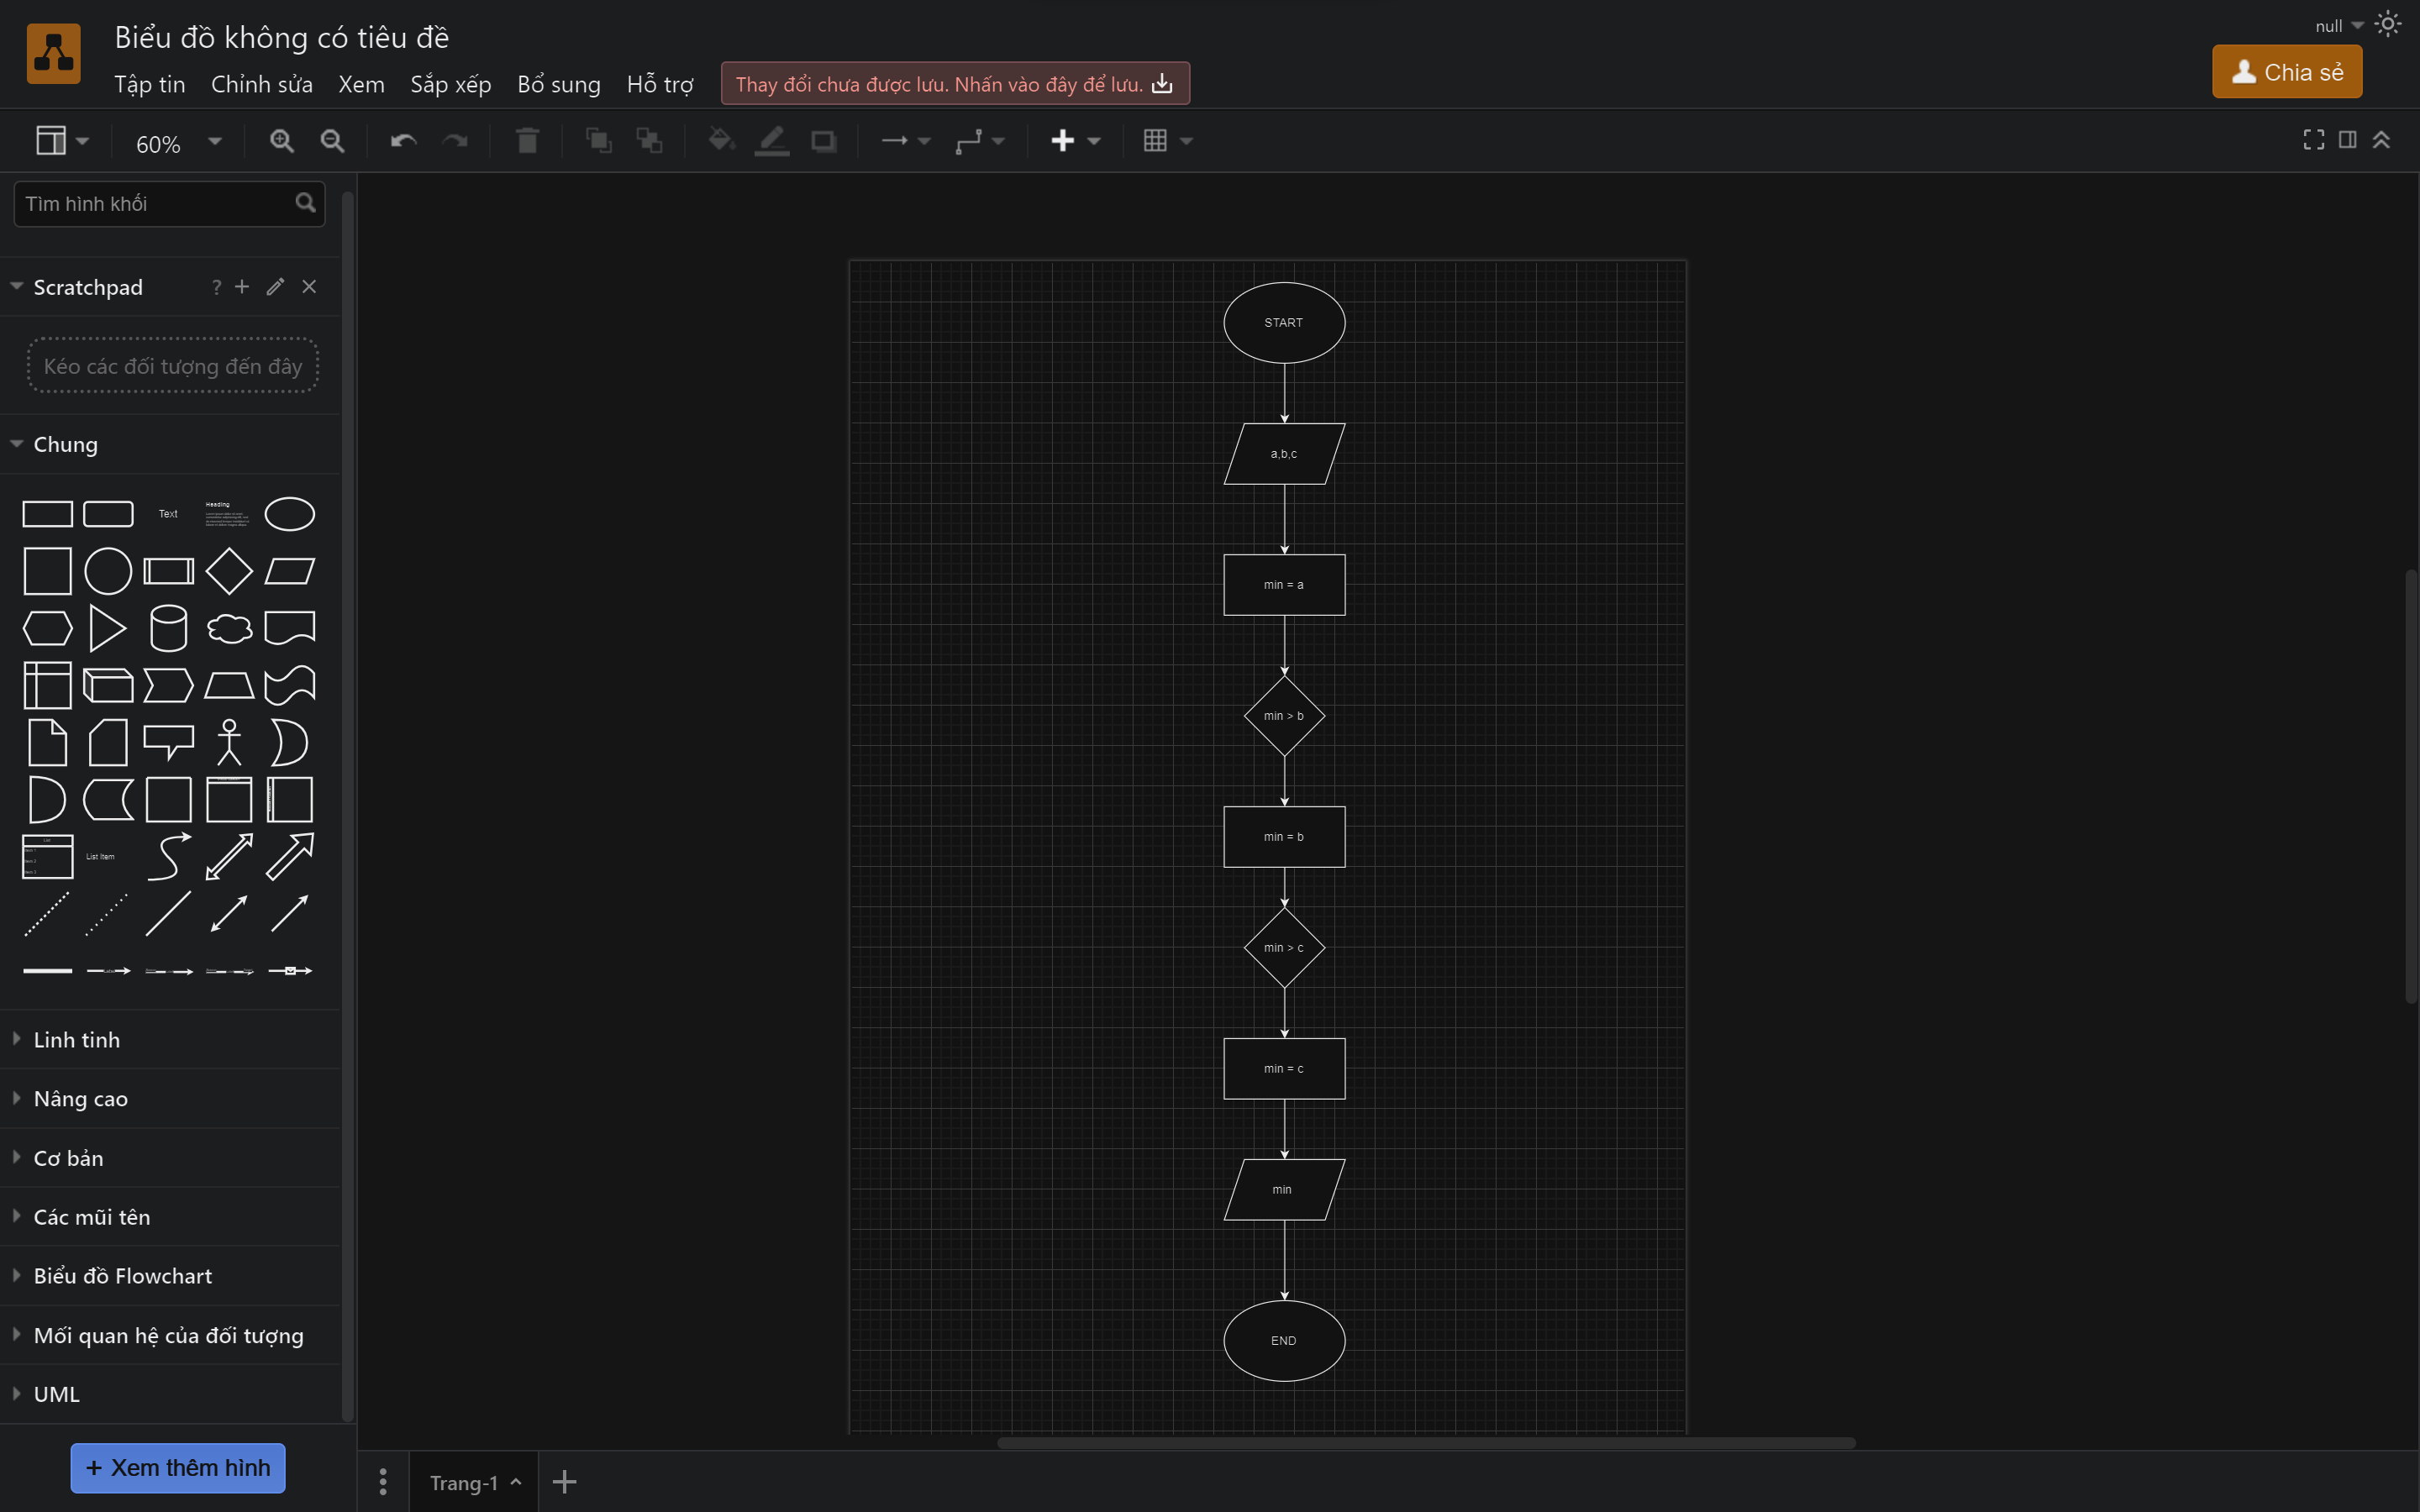 Biểu đồ không có tiêu đề
null
Tập tin Chỉnh sửa Xem Sắp xếp Bổ sung Hỗ trợ
Thay đổi chưa được lưu. Nhấn vào đây để lưu.
Chia sẻ
60%
Tìm hình khối
Scratchpad
?
Kéo các đối tượng đến đây
Chung
Text
Heading
List Item
Linh tinh
Nâng cao
Cơ bản
Các mũi tên
Biểu đồ Flowchart
Mối quan hệ của đối tượng
UML
+ Xem thêm hình
START
a,b,c
min = a
min > b
min = b
min > c
min = c
min
END
Trang-1